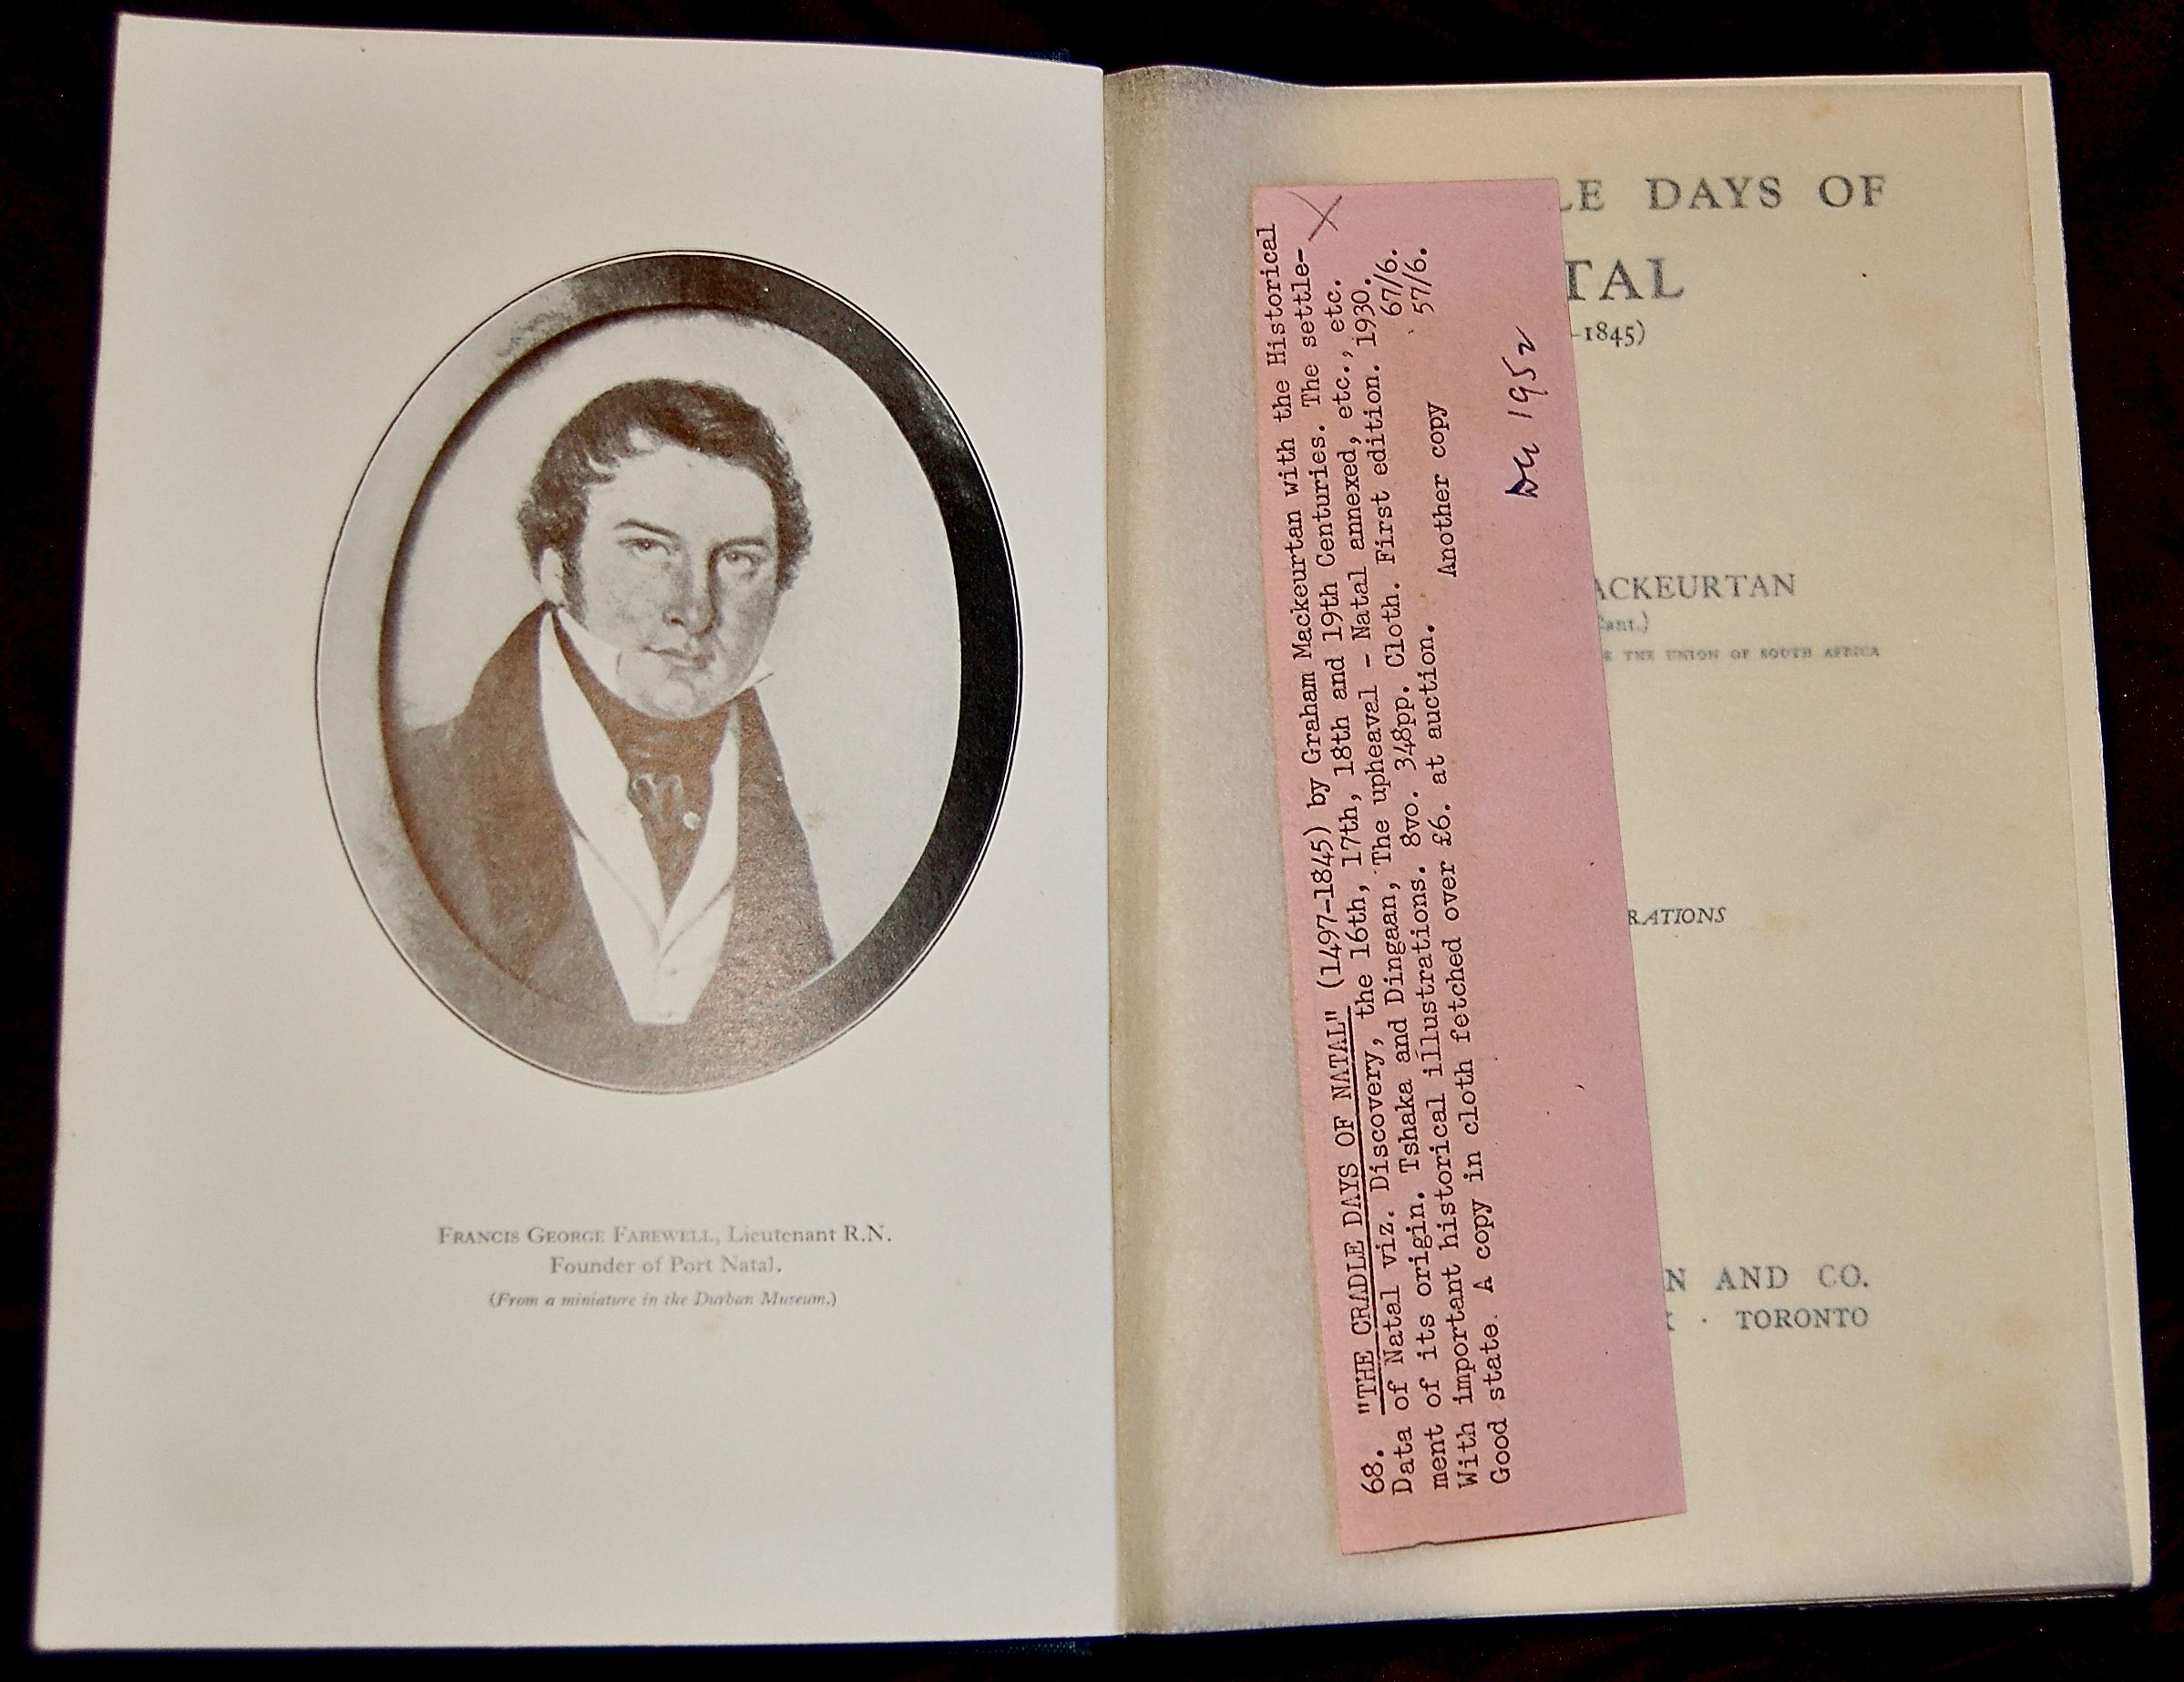 FRANCIS GEORGE FAREWELL, Lieutenant R.N.
Founder of Port Natal.
(From a miniature in the Durban Museum.)
LE DAYS OF
TAL
-1845)
ACKEURTAN
Cant.)
THE UNION OF SOUTH AFRICA
RATIONS
N AND CO.
K · TORONTO
68. "THE CRADLE DAYS OF NATAL" (1497-1845) by Graham Mackeurtan with the Historical
Data of Natal viz. Discovery, the 16th, 17th, 18th and 19th Centuries. The settle-
ment of its origin. Tshaka and Dingaan, The upheaval - Natal annexed, etc., etc.
With important historical illustrations. 8vo. 348pp. Cloth. First edition. 1930.
Good state. A copy in cloth fetched over £6. at auction. 67/6.
Another copy 57/6.
X
Dec 1952